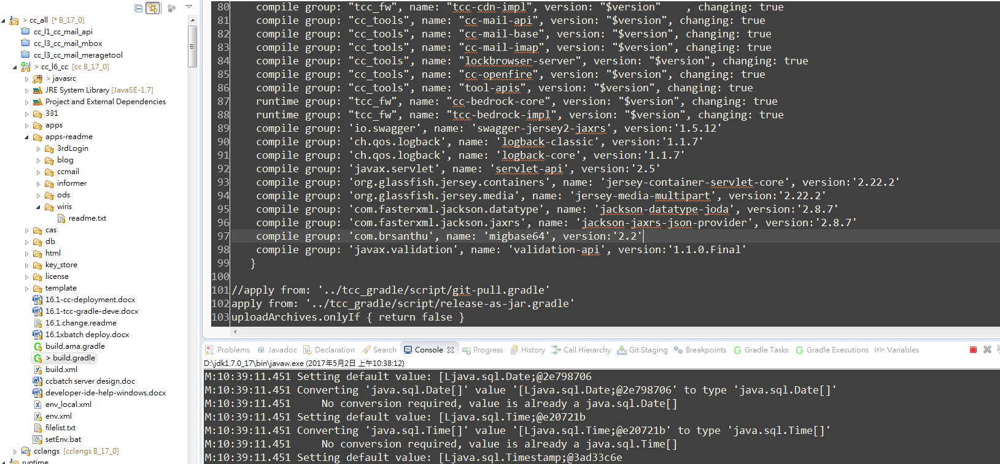 > cc_all [* B_17_0]
cc_l1_cc_mail_api
cc_l3_cc_mail_mbox
cc_l3_cc_mail_meragetool
> cc_l6_cc [cc B_17_0]
> javasrc
JRE System Library [JavaSE-1.7]
Project and External Dependencies
331
apps
apps-readme
3rdLogin
blog
ccmail
informer
ods
wiris
readme.txt
cas
db
html
key_store
license
template
16.1-cc-deployment.docx
16.1-tcc-gradle-deve.docx
16.1.change.readme
16.1xbatch deploy.docx
build.ama.gradle
> build.gradle
build.xml
ccbatch server design.doc
developer-ide-help-windows.docx
env_local.xml
env.xml
filelist.txt
setEnv.bat
cclangs [cclangs B_17_0]
runtime
80 compile group: "tcc_fw", name: "tcc-cdn-impl", version: "$version" , changing: true
81 compile group: "cc_tools", name: "cc-mail-api", version: "$version", changing: true
82 compile group: "cc_tools", name: "cc-mail-base", version: "$version", changing: true
83 compile group: "cc_tools", name: "cc-mail-imap", version: "$version", changing: true
84 compile group: "cc_tools", name: "lockbrowser-server", version: "$version", changing: true
85 compile group: "cc_tools", name: "cc-openfire", version: "$version", changing: true
86 compile group: "cc_tools", name: "tool-apis", version: "$version", changing: true
87 runtime group: "tcc_fw", name: "cc-bedrock-core", version: "$version", changing: true
88 runtime group: "tcc_fw", name: "tcc-bedrock-impl", version: "$version", changing: true
89 compile group: 'io.swagger', name: 'swagger-jersey2-jaxrs', version:'1.5.12'
90 compile group: 'ch.qos.logback', name: 'logback-classic', version:'1.1.7'
91 compile group: 'ch.qos.logback', name: 'logback-core', version:'1.1.7'
92 compile group: 'javax.servlet', name: 'servlet-api', version:'2.5'
93 compile group: 'org.glassfish.jersey.containers', name: 'jersey-container-servlet-core', version:'2.22.2'
94 compile group: 'org.glassfish.jersey.media', name: 'jersey-media-multipart', version:'2.22.2'
95 compile group: 'com.fasterxml.jackson.datatype', name: 'jackson-datatype-joda', version:'2.8.7'
96 compile group: 'com.fasterxml.jackson.jaxrs', name: 'jackson-jaxrs-json-provider', version:'2.8.7'
97 compile group: 'com.brsanthu', name: 'migbase64', version:'2.2'
98 compile group: 'javax.validation', name: 'validation-api', version:'1.1.0.Final'
99 }
100
101 //apply from: '../tcc_gradle/script/git-pull.gradle'
102 apply from: '../tcc_gradle/script/release-as-jar.gradle'
103 uploadArchives.onlyIf { return false }
Problems @ Javadoc Declaration Search Console Progress History Call Hierarchy Git Staging Breakpoints Gradle Tasks Gradle Executions (x)= Variables
D:\jdk1.7.0_17\bin\javaw.exe (2017年5月2日 上午10:38:12)
M:10:39:11.451 Setting default value: [Ljava.sql.Date;@2e798706
M:10:39:11.451 Converting 'java.sql.Date[]' value '[Ljava.sql.Date;@2e798706' to type 'java.sql.Date[]'
M:10:39:11.451 No conversion required, value is already a java.sql.Date[]
M:10:39:11.451 Setting default value: [Ljava.sql.Time;@e20721b
M:10:39:11.451 Converting 'java.sql.Time[]' value '[Ljava.sql.Time;@e20721b' to type 'java.sql.Time[]'
M:10:39:11.451 No conversion required, value is already a java.sql.Time[]
M:10:39:11.451 Setting default value: [Ljava.sql.Timestamp;@3ad33c6e